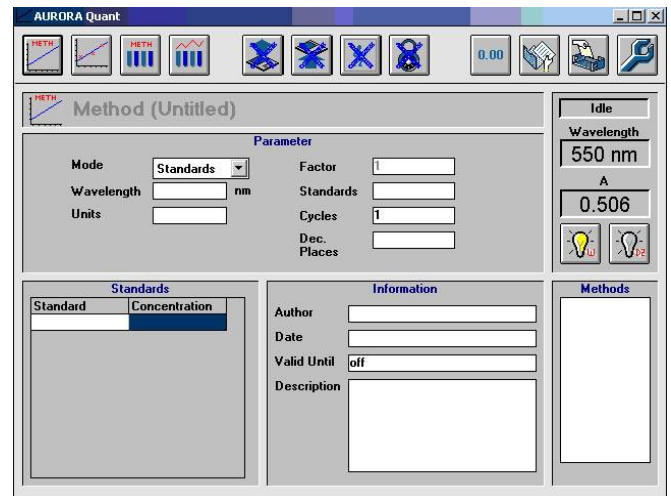 AURORA Quant
METH
METH
0.00
METH
Method (Untitled)
Idle
Wavelength
550 nm
A
0.506
W
D2
Parameter
Mode Standards
Wavelength nm
Units
Factor 1
Standards
Cycles 1
Dec.
Places
Standards
Standard Concentration
Information
Author
Date
Valid Until off
Description
Methods